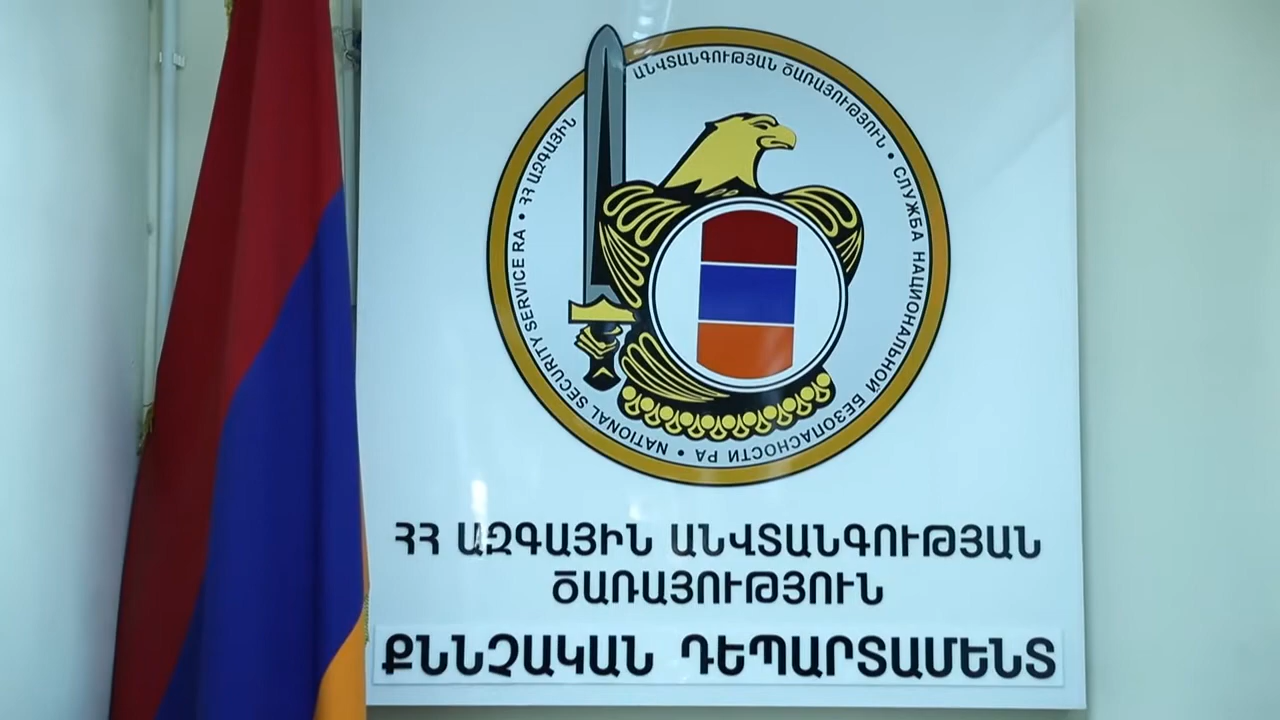 ՀՀ ԱԶԳԱՅԻՆ ԱՆՎՏԱՆԳՈՒԹՅԱՆ ԾԱՌԱՅՈՒԹՅՈՒՆ • СЛУЖБА НАЦИОНАЛЬНОЙ БЕЗОПАСНОСТИ РА • NATIONAL SECURITY SERVICE RA •
ՀՀ ԱԶԳԱՅԻՆ ԱՆՎՏԱՆԳՈՒԹՅԱՆ
ԾԱՌԱՅՈՒԹՅՈՒՆ
ՔՆՆՉԱԿԱՆ ԴԵՊԱՐՏԱՄԵՆՏ